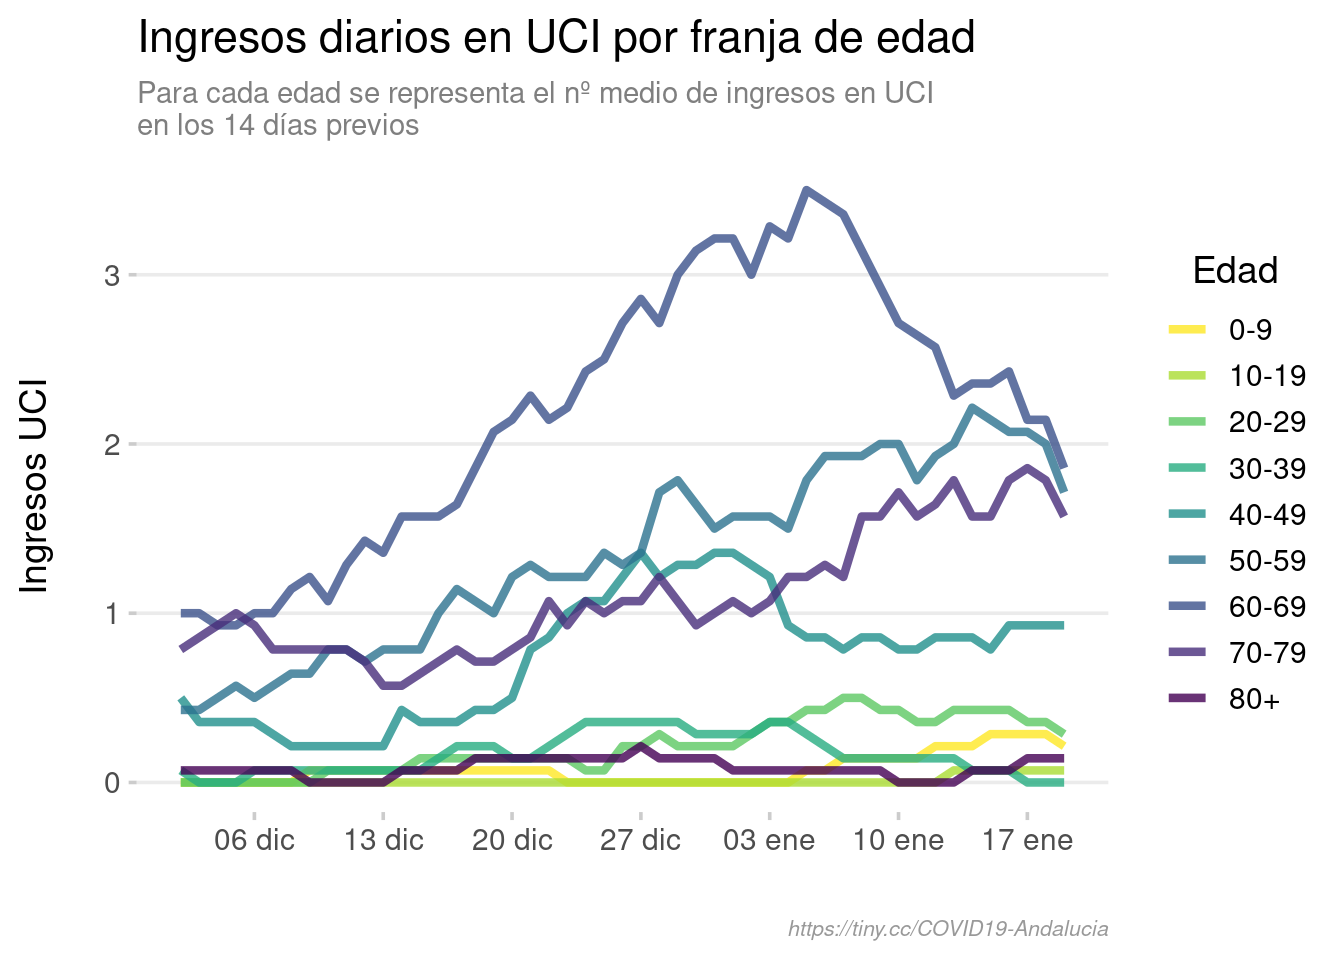 Ingresos diarios en UCI por franja de edad
Para cada edad se representa el nº medio de ingresos en UCI
en los 14 días previos
Ingresos UCI
3
2
1
0
06 dic
13 dic
20 dic
27 dic
03 ene
10 ene
17 ene
Edad
0-9
10-19
20-29
30-39
40-49
50-59
60-69
70-79
80+
https://tiny.cc/COVID19-Andalucia